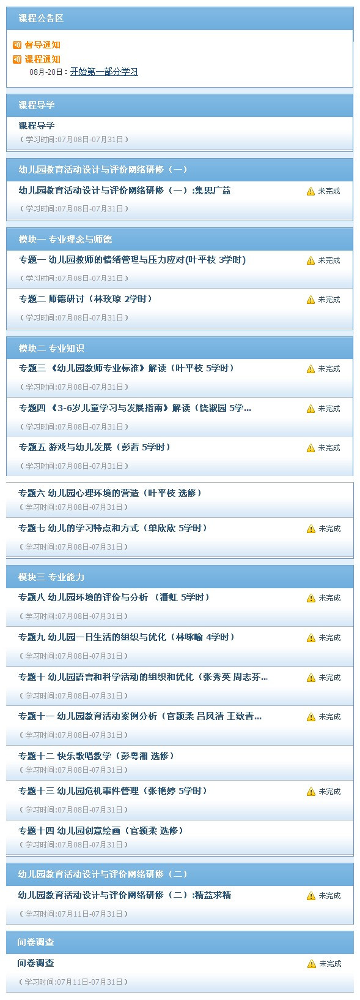 课程公告区
督导通知
课程通知
08月-20日：开始第一部分学习
课程导学
课程导学
（ 学习时间:07月08日-07月31日 ）
幼儿园教育活动设计与评价网络研修（一）
幼儿园教育活动设计与评价网络研修（一）:集思广益 未完成
（ 学习时间:07月08日-07月31日 ）
模块一 专业理念与师德
专题一 幼儿园教师的情绪管理与压力应对(叶平枝 3学时) 未完成
（ 学习时间:07月08日-07月31日 ）
专题二 师德研讨（林玫琼 2学时） 未完成
（ 学习时间:07月08日-07月31日 ）
模块二 专业知识
专题三 《幼儿园教师专业标准》解读（叶平枝 5学时） 未完成
（ 学习时间:07月08日-07月31日 ）
专题四 《3-6岁儿童学习与发展指南》解读（饶淑园 5学... 未完成
（ 学习时间:07月08日-07月31日 ）
专题五 游戏与幼儿发展（彭茜 5学时） 未完成
（ 学习时间:07月08日-07月31日 ）
专题六 幼儿园心理环境的营造（叶平枝 选修）
（ 学习时间:07月08日-07月31日 ）
专题七 幼儿的学习特点和方式（单欣欣 5学时） 未完成
（ 学习时间:07月08日-07月31日 ）
模块三 专业能力
专题八 幼儿园环境的评价与分析 （潘虹 5学时） 未完成
（ 学习时间:07月08日-07月31日 ）
专题九 幼儿园一日生活的组织与优化（林咏喻 4学时） 未完成
（ 学习时间:07月08日-07月31日 ）
专题十 幼儿园语言和科学活动的组织和优化（张秀英 周志芬... 未完成
（ 学习时间:07月08日-07月31日 ）
专题十一 幼儿园教育活动案例分析（官颖柔 吕凤清 王致青... 未完成
（ 学习时间:07月08日-07月31日 ）
专题十二 快乐歌唱教学（彭粤湘 选修）
（ 学习时间:07月08日-07月31日 ）
专题十三 幼儿园危机事件管理（张艳婷 5学时） 未完成
（ 学习时间:07月08日-07月31日 ）
专题十四 幼儿园创意绘画（官颖柔 选修）
（ 学习时间:07月08日-07月31日 ）
幼儿园教育活动设计与评价网络研修（二）
幼儿园教育活动设计与评价网络研修（二）:精益求精 未完成
（ 学习时间:07月11日-07月31日 ）
问卷调查
问卷调查 未完成
（ 学习时间:07月11日-07月31日 ）